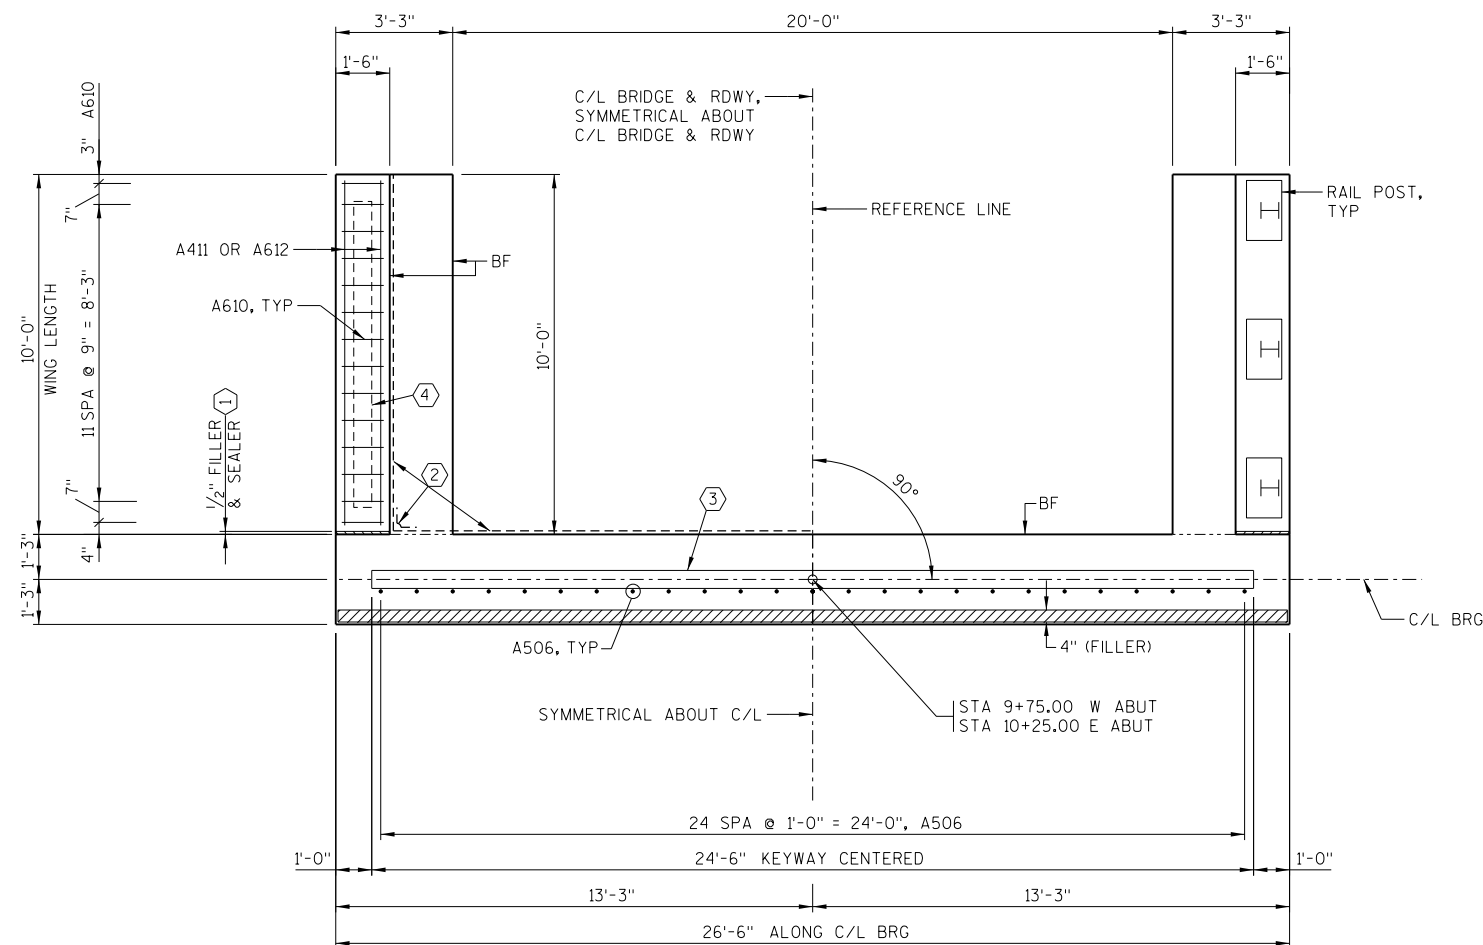 3'-3"
20'-0"
3'-3"
1'-6"
1'-6"
C/L BRIDGE & RDWY,
SYMMETRICAL ABOUT
C/L BRIDGE & RDWY
3" A610
7"
RAIL POST,
TYP
REFERENCE LINE
A411 OR A612
BF
A610, TYP
10'-0"
WING LENGTH
11 SPA @ 9" = 8'-3"
10'-0"
4
1
1/2" FILLER
& SEALER
2
90°
7"
3
BF
4"
1'-3"
1'-3"
C/L BRG
A506, TYP
4" (FILLER)
SYMMETRICAL ABOUT C/L
STA 9+75.00 W ABUT
STA 10+25.00 E ABUT
24 SPA @ 1'-0" = 24'-0", A506
1'-0"
24'-6" KEYWAY CENTERED
1'-0"
13'-3"
13'-3"
26'-6" ALONG C/L BRG